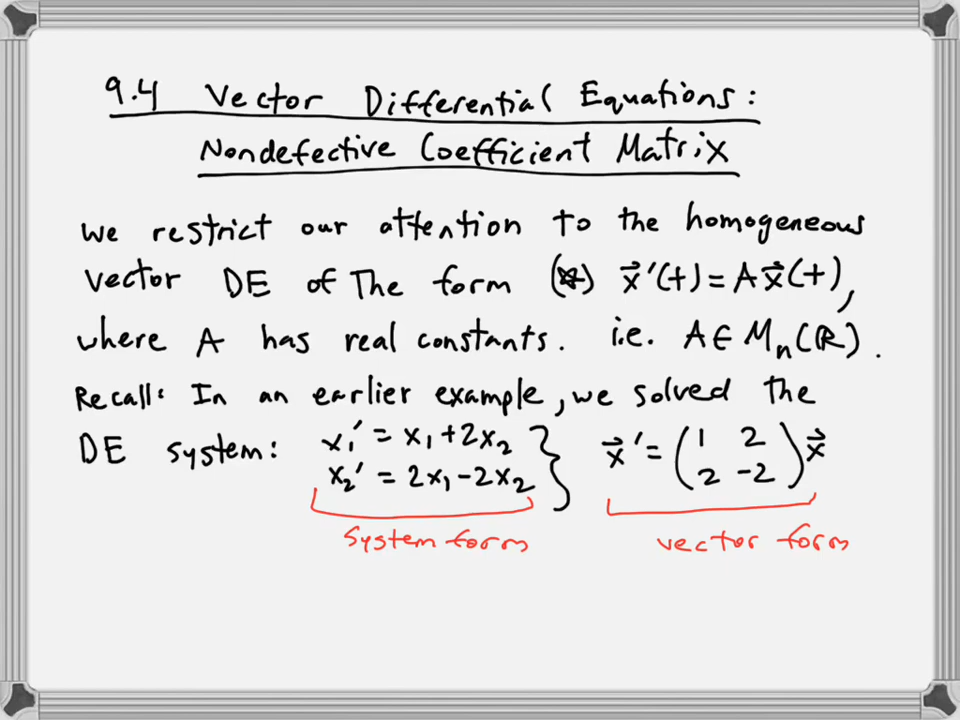 9.4 Vector Differential Equations:
Nondefective Coefficient Matrix
We restrict our attention to the homogeneous
vector DE of the form (*) x⃗'(t) = Ax⃗(t),
where A has real constants. i.e. A ∈ Mₙ(ℝ).
Recall: In an earlier example, we solved the
DE system: x₁' = x₁ + 2x₂
x₂' = 2x₁ - 2x₂ } x⃗' = (1 2
2 -2) x⃗
system form vector form